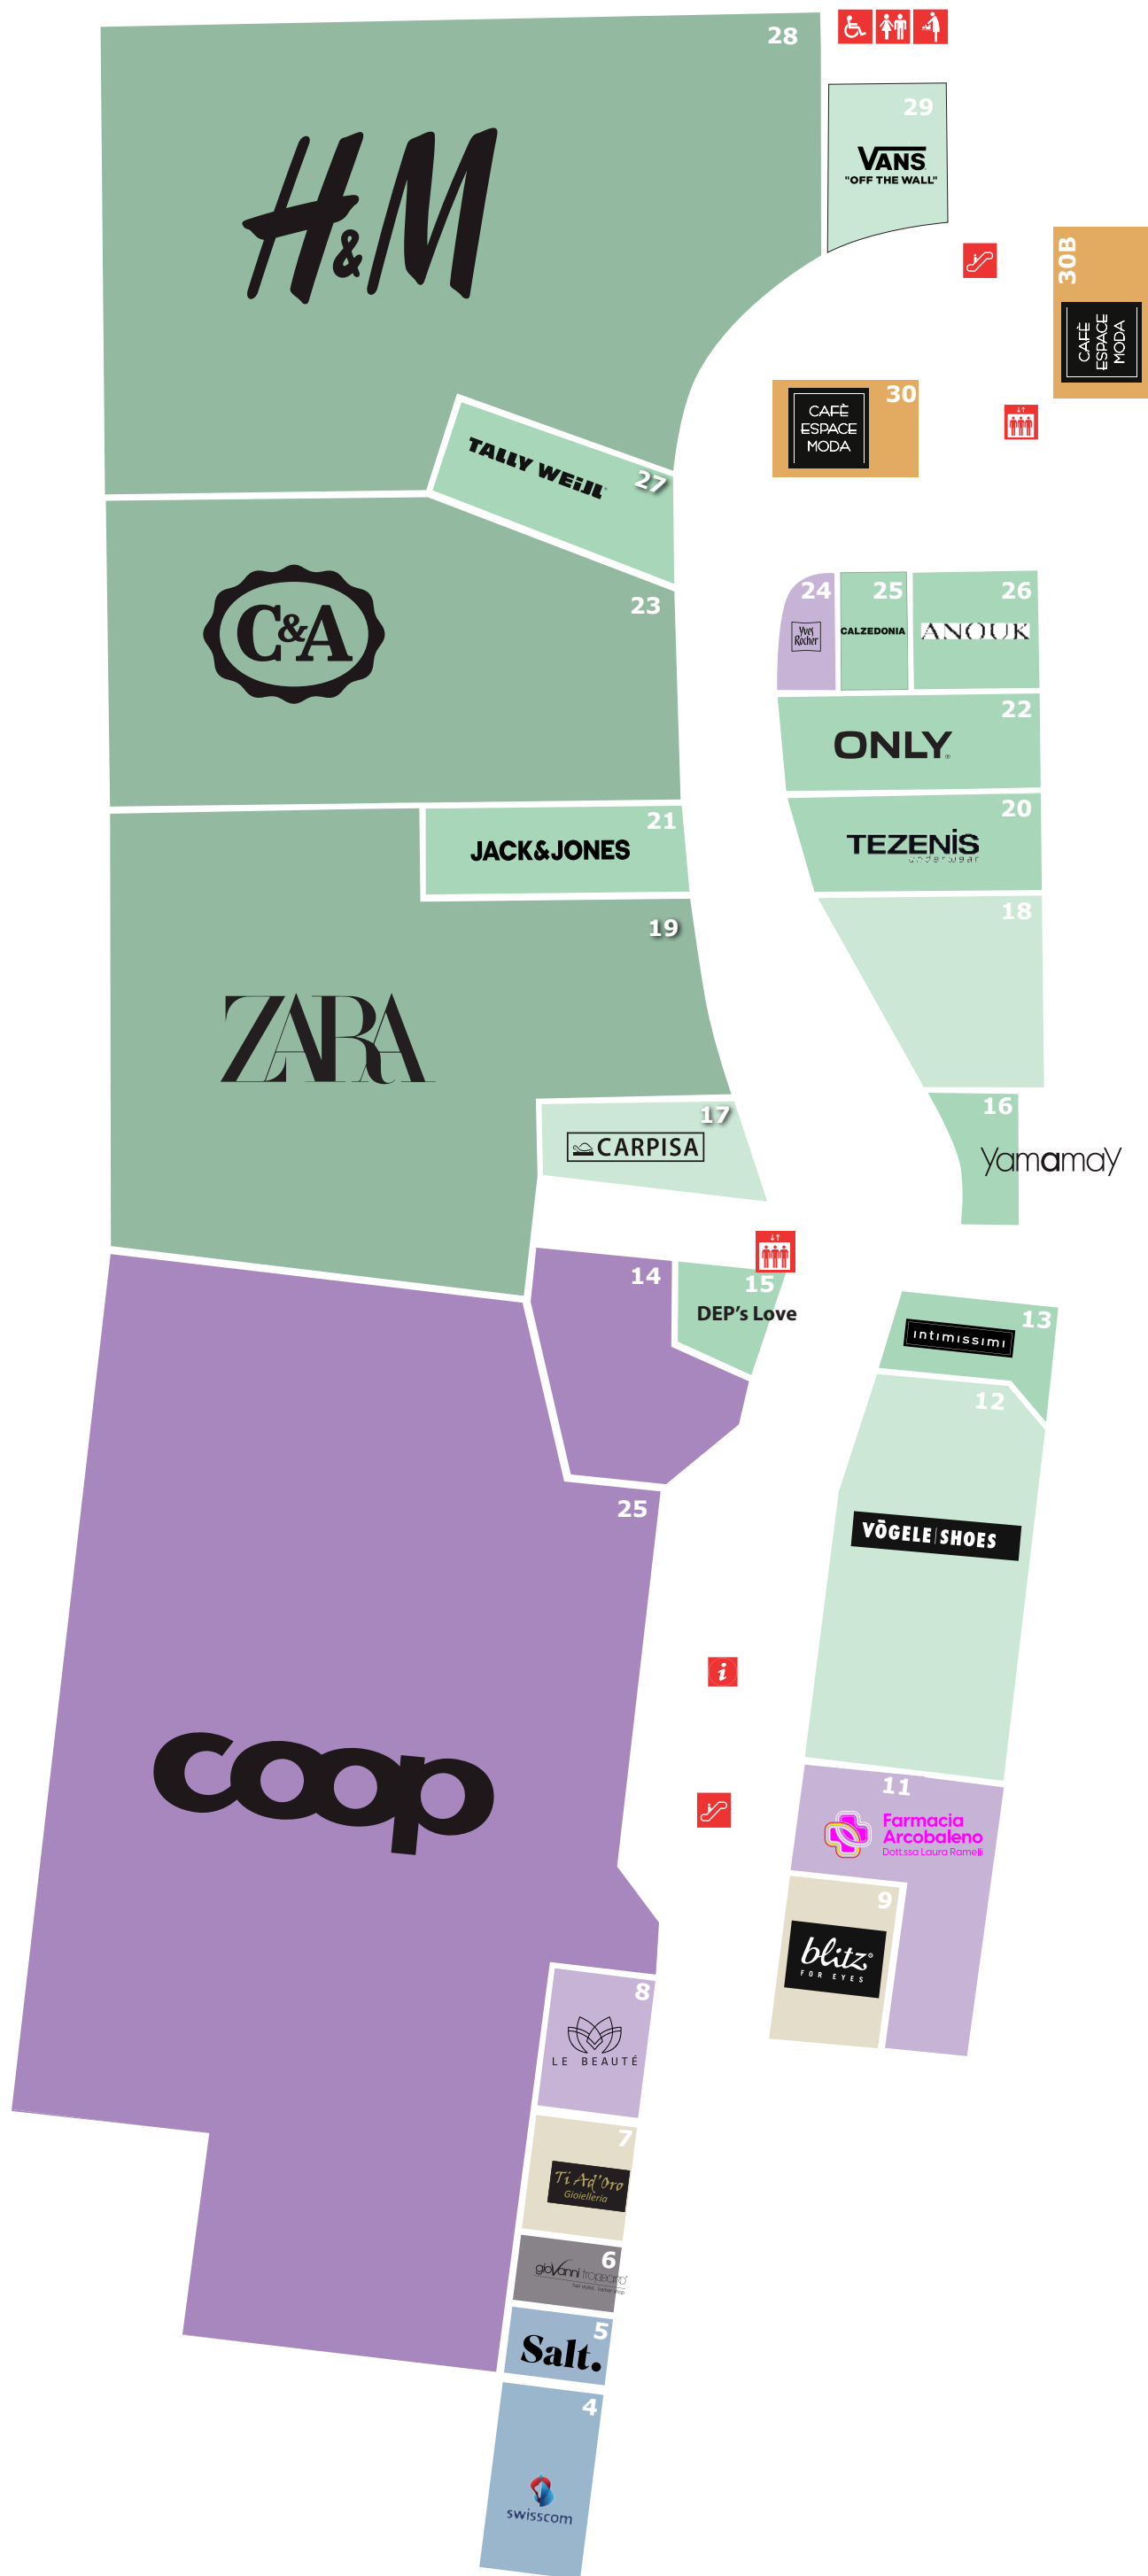 28
H&M
29
VANS
"OFF THE WALL"
30B
CAFÈ
ESPACE
MODA
30
CAFÈ
ESPACE
MODA
27
TALLY WEiJL
23
C&A
24
Yves
Rocher
25
CALZEDONIA
26
ANOUK
22
ONLY
21
JACK&JONES
20
TEZENIS
underwear
19
ZARA
18
17
CARPISA
16
yamamay
14
15
DEP's Love
13
intimissimi
12
VÖGELE SHOES
25
coop
i
11
Farmacia
Arcobaleno
Dott.ssa Laura Ramelli
9
blitz
FOR EYES
8
LE BEAUTÉ
7
Ti Ad'Oro
Gioielleria
6
giovanni tropeano
5
Salt.
4
swisscom